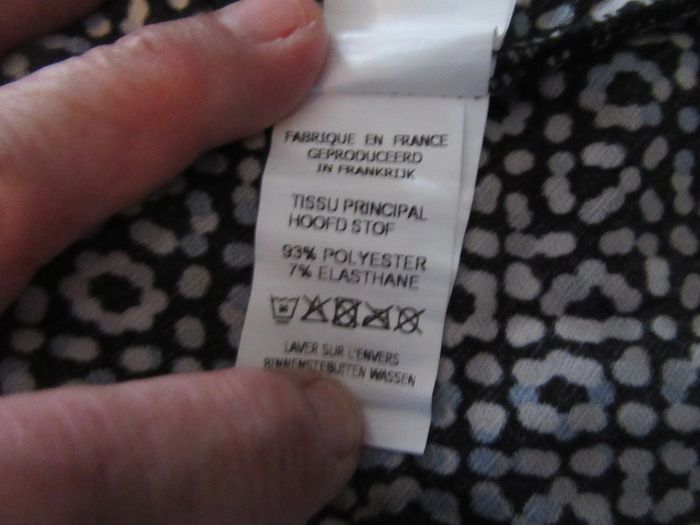 FABRIQUE EN FRANCE
GEPRODUCEERD
IN FRANKRIJK
TISSU PRINCIPAL
HOOFD STOF
93% POLYESTER
7% ELASTHANE
LAVER SUR L'ENVERS
BINNENSTEBUITEN WASSEN